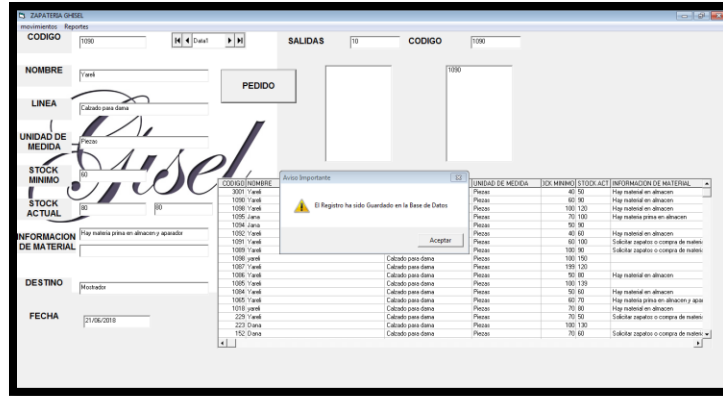 ZAPATERIA GHISEL
movimientos Reportes
CODIGO 1090 Data1 SALIDAS 10 CODIGO 1090
NOMBRE Yareli PEDIDO 1090
LINEA Calzado para dama
UNIDAD DE MEDIDA Piezas
STOCK MINIMO 60
STOCK ACTUAL 80 80
INFORMACION DE MATERIAL Hay materia prima en almacen y aparador
DESTINO Mostrador
FECHA 21/06/2018
Ghisel
Aviso Importante
El Registro ha sido Guardado en la Base de Datos
Aceptar
CODIGO NOMBRE UNIDAD DE MEDIDA OCK MINIMO STOCK ACT INFORMACION DE MATERIAL
3001 Yareli Piezas 40 50 Hay material en almacen
1090 Yareli Piezas 60 90 Hay material en almacen
1098 Yareli Piezas 100 120 Hay material en almacen
1095 Jana Piezas 70 100 Hay materia prima en almacen
1094 Jana Piezas 50 90
1092 Yareli Piezas 40 60 Hay material en almacen
1091 Yareli Piezas 60 100 Solicitar zapatos o compra de materi
1089 Yareli Piezas 100 90 Solicitar zapatos o compra de materi
1098 yareli Calzado para dama Piezas 100 150
1087 Yareli Calzado para dama Piezas 199 120
1086 Yareli Calzado para dama Piezas 50 80 Hay material en almacen
1085 Yareli Calzado para dama Piezas 100 139
1084 Yareli Calzado para dama Piezas 50 60 Hay material en almacen
1065 Yareli Calzado para dama Piezas 60 70 Hay materia prima en almacen y apar
1018 yareli Calzado para dama Piezas 70 80 Hay material en almacen
229 Yareli Calzado para dama Piezas 70 50 Solicitar zapatos o compra de materi
223 Dana Calzado para dama Piezas 100 130
152 Dana Calzado para dama Piezas 70 60 Solicitar zapatos o compra de materi